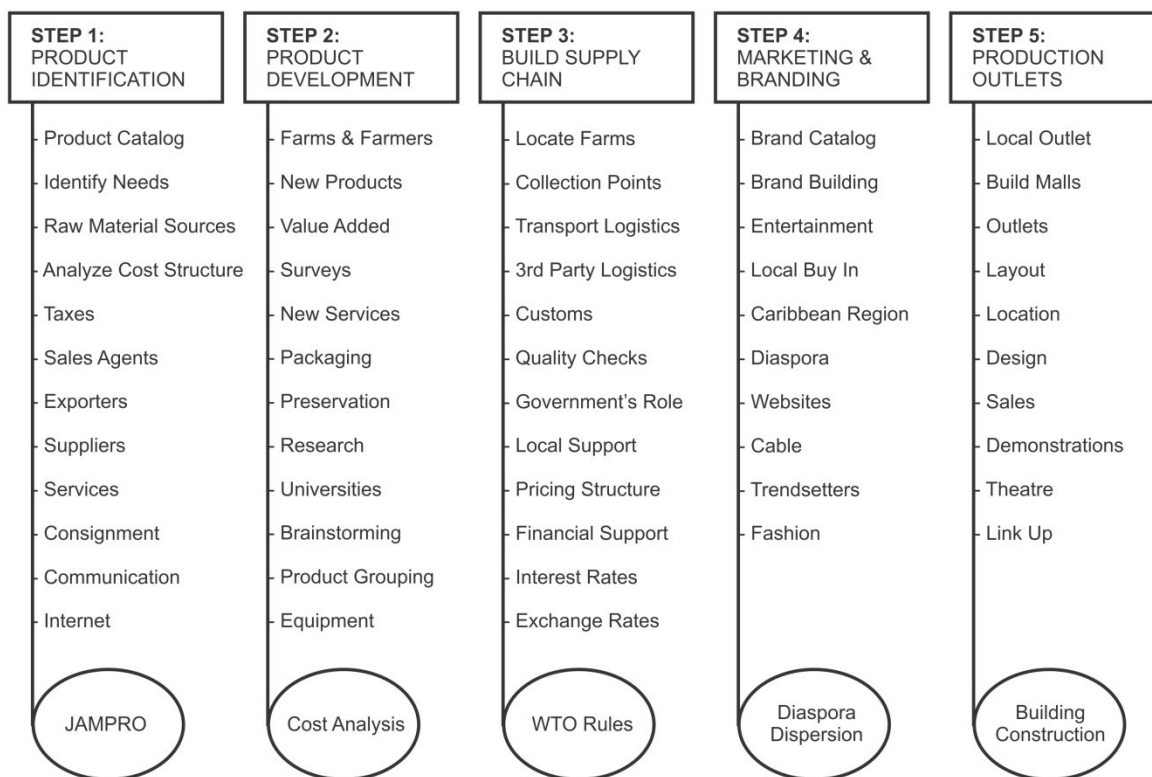 STEP 1:
PRODUCT
IDENTIFICATION
- Product Catalog
- Identify Needs
- Raw Material Sources
- Analyze Cost Structure
- Taxes
- Sales Agents
- Exporters
- Suppliers
- Services
- Consignment
- Communication
- Internet
JAMPRO
STEP 2:
PRODUCT
DEVELOPMENT
- Farms & Farmers
- New Products
- Value Added
- Surveys
- New Services
- Packaging
- Preservation
- Research
- Universities
- Brainstorming
- Product Grouping
- Equipment
Cost Analysis
STEP 3:
BUILD SUPPLY
CHAIN
- Locate Farms
- Collection Points
- Transport Logistics
- 3rd Party Logistics
- Customs
- Quality Checks
- Government’s Role
- Local Support
- Pricing Structure
- Financial Support
- Interest Rates
- Exchange Rates
WTO Rules
STEP 4:
MARKETING &
BRANDING
- Brand Catalog
- Brand Building
- Entertainment
- Local Buy In
- Caribbean Region
- Diaspora
- Websites
- Cable
- Trendsetters
- Fashion
Diaspora
Dispersion
STEP 5:
PRODUCTION
OUTLETS
- Local Outlet
- Build Malls
- Outlets
- Layout
- Location
- Design
- Sales
- Demonstrations
- Theatre
- Link Up
Building
Construction